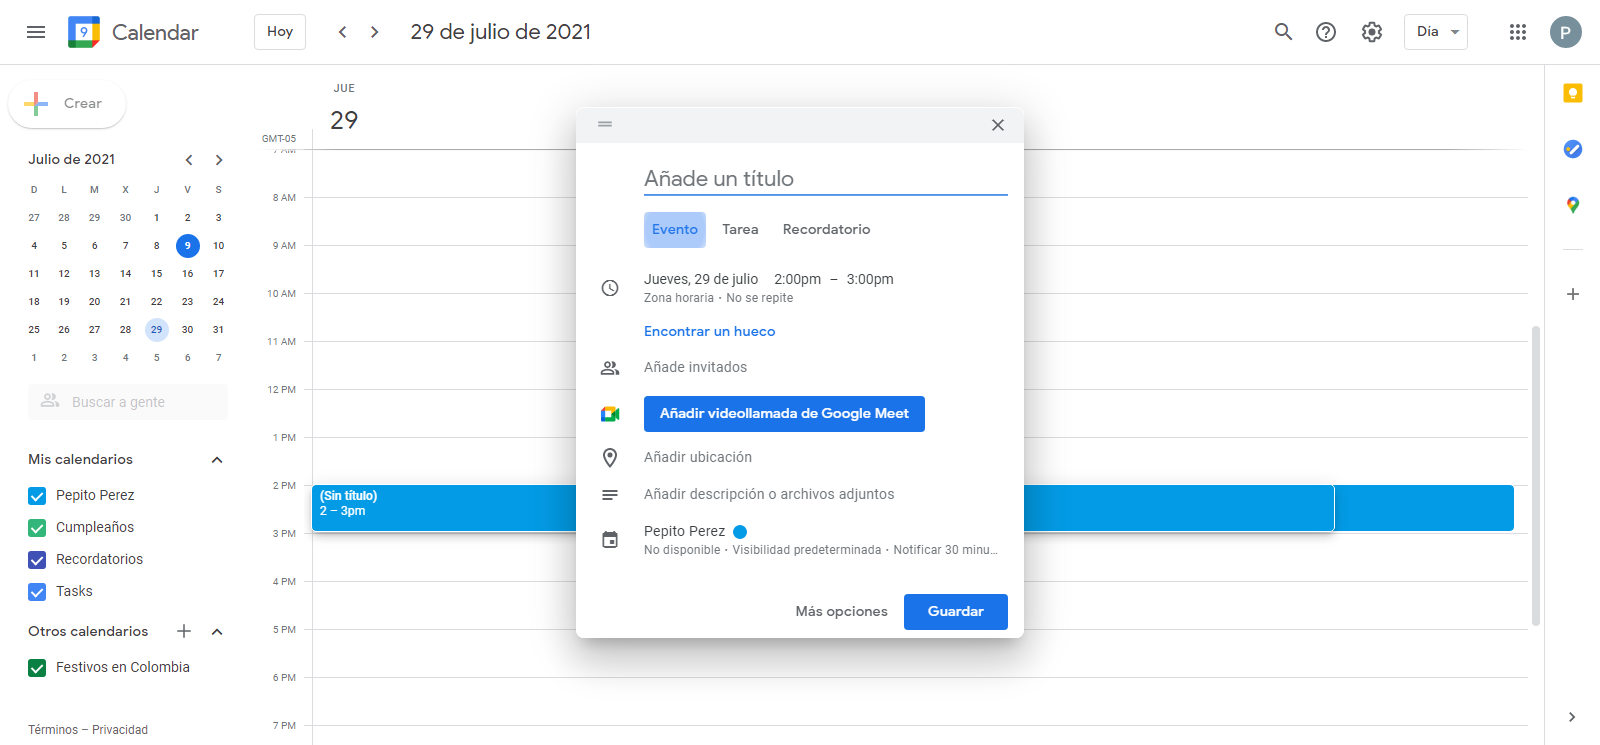 9 Calendar Hoy 29 de julio de 2021 Día P
Crear
Julio de 2021
D L M X J V S
27 28 29 30 1 2 3
4 5 6 7 8 9 10
11 12 13 14 15 16 17
18 19 20 21 22 23 24
25 26 27 28 29 30 31
1 2 3 4 5 6 7
Buscar a gente
Mis calendarios
Pepito Perez
Cumpleaños
Recordatorios
Tasks
Otros calendarios
Festivos en Colombia
Términos – Privacidad
JUE
29
GMT-05
7 AM
8 AM
9 AM
10 AM
11 AM
12 PM
1 PM
2 PM
3 PM
4 PM
5 PM
6 PM
7 PM
(Sin título)
2 – 3pm
Añade un título
Evento Tarea Recordatorio
Jueves, 29 de julio 2:00pm – 3:00pm
Zona horaria · No se repite
Encontrar un hueco
Añade invitados
Añadir videollamada de Google Meet
Añadir ubicación
Añadir descripción o archivos adjuntos
Pepito Perez
No disponible · Visibilidad predeterminada · Notificar 30 minu...
Más opciones Guardar